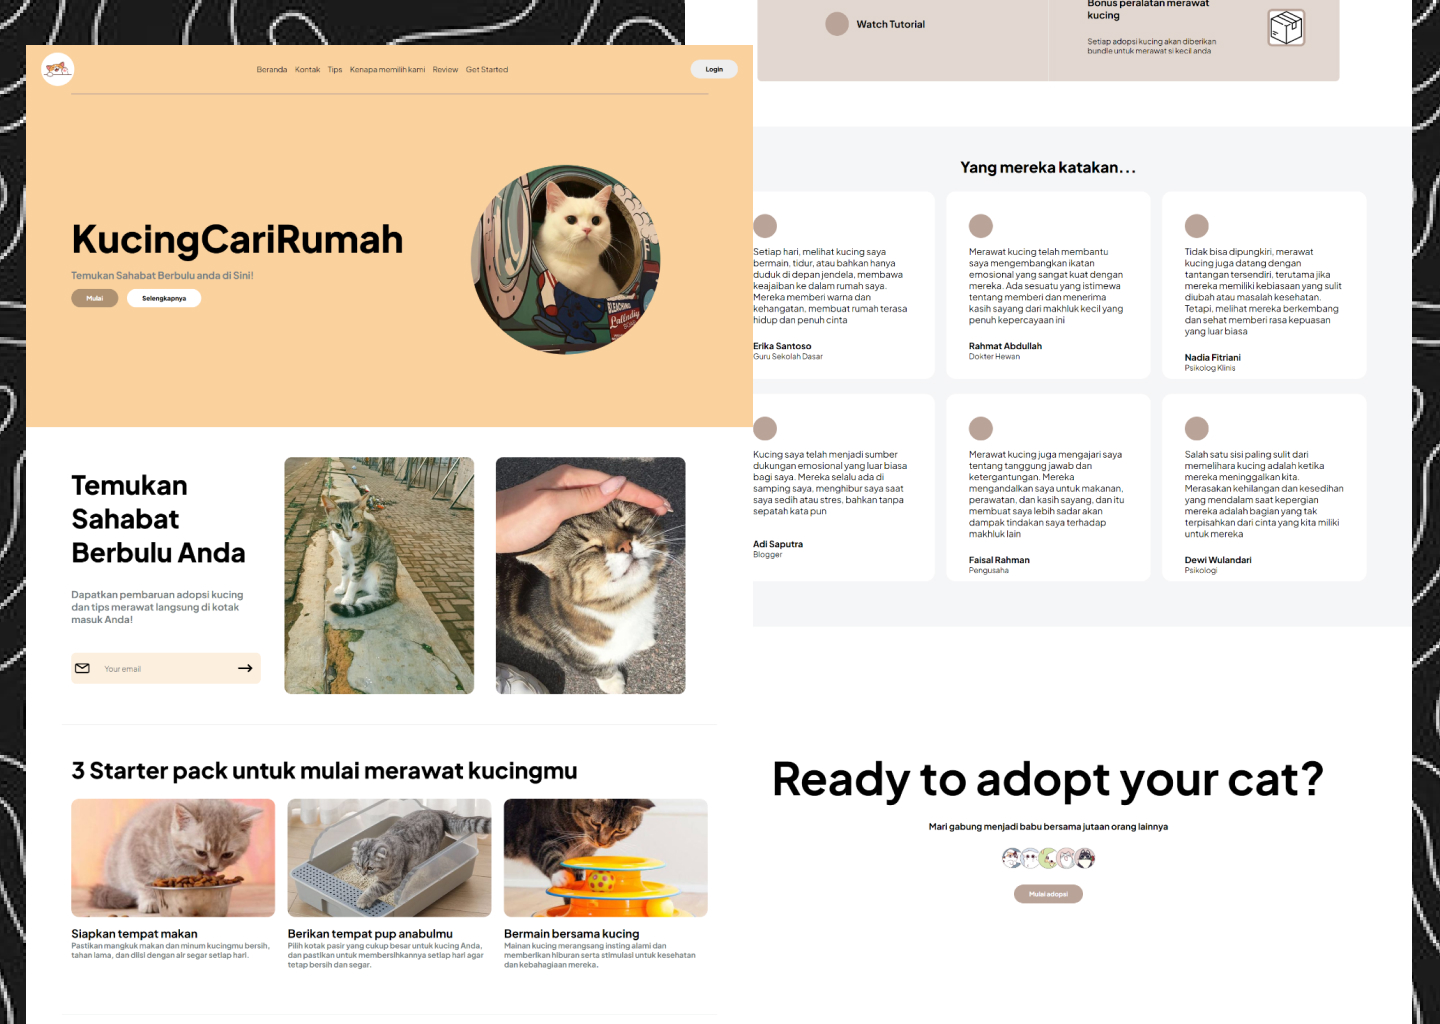 Beranda Kontak Tips Kenapa memilih kami Review Get Started
Login
KucingCariRumah
Temukan Sahabat Berbulu anda di Sini!
Mulai
Selengkapnya
BLEACHING
Temukan
Sahabat
Berbulu Anda
Dapatkan pembaruan adopsi kucing
dan tips merawat langsung di kotak
masuk Anda!
Your email
3 Starter pack untuk mulai merawat kucingmu
Siapkan tempat makan
Pastikan mangkuk makan dan minum kucingmu bersih,
tahan lama, dan diisi dengan air segar setiap hari.
Berikan tempat pup anabulmu
Pilih kotak pasir yang cukup besar untuk kucing Anda,
dan pastikan untuk membersihkannya setiap hari agar
tetap bersih dan segar.
Bermain bersama kucing
Mainan kucing merangsang insting alami dan
memberikan hiburan serta stimulasi untuk kesehatan
dan kebahagiaan mereka.
Watch Tutorial
Bonus peralatan merawat
kucing
Setiap adopsi kucing akan diberikan
bundle untuk merawat si kecil anda
Yang mereka katakan...
Setiap hari, melihat kucing saya
bermain, tidur, atau bahkan hanya
duduk di depan jendela, membawa
keajaiban ke dalam rumah saya.
Mereka memberi warna dan
kehangatan, membuat rumah terasa
hidup dan penuh cinta
Erika Santoso
Guru Sekolah Dasar
Merawat kucing telah membantu
saya mengembangkan ikatan
emosional yang sangat kuat dengan
mereka. Ada sesuatu yang istimewa
tentang memberi dan menerima
kasih sayang dari makhluk kecil yang
penuh kepercayaan ini
Rahmat Abdullah
Dokter Hewan
Tidak bisa dipungkiri, merawat
kucing juga datang dengan
tantangan tersendiri, terutama jika
mereka memiliki kebiasaan yang sulit
diubah atau masalah kesehatan.
Tetapi, melihat mereka berkembang
dan sehat memberi rasa kepuasan
yang luar biasa
Nadia Fitriani
Psikolog Klinis
Kucing saya telah menjadi sumber
dukungan emosional yang luar biasa
bagi saya. Mereka selalu ada di
samping saya, menghibur saya saat
saya sedih atau stres, bahkan tanpa
sepatah kata pun
Adi Saputra
Blogger
Merawat kucing juga mengajari saya
tentang tanggung jawab dan
ketergantungan. Mereka
mengandalkan saya untuk makanan,
perawatan, dan kasih sayang, dan itu
membuat saya lebih sadar akan
dampak tindakan saya terhadap
makhluk lain
Faisal Rahman
Pengusaha
Salah satu sisi paling sulit dari
memelihara kucing adalah ketika
mereka meninggalkan kita.
Merasakan kehilangan dan kesedihan
yang mendalam saat kepergian
mereka adalah bagian yang tak
terpisahkan dari cinta yang kita miliki
untuk mereka
Dewi Wulandari
Psikologi
Ready to adopt your cat?
Mari gabung menjadi babu bersama jutaan orang lainnya
Mulai adopsi